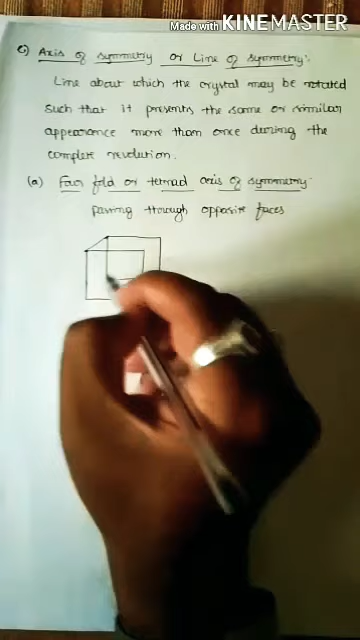 Made with KINEMASTER
c) Axis of symmetry or Line of symmetry:
Line about which the crystal may be rotated
such that it presents the same or similar
appearance more than once during the
complete revolution.
(a) Four fold or tetrad axis of symmetry
passing through opposite faces